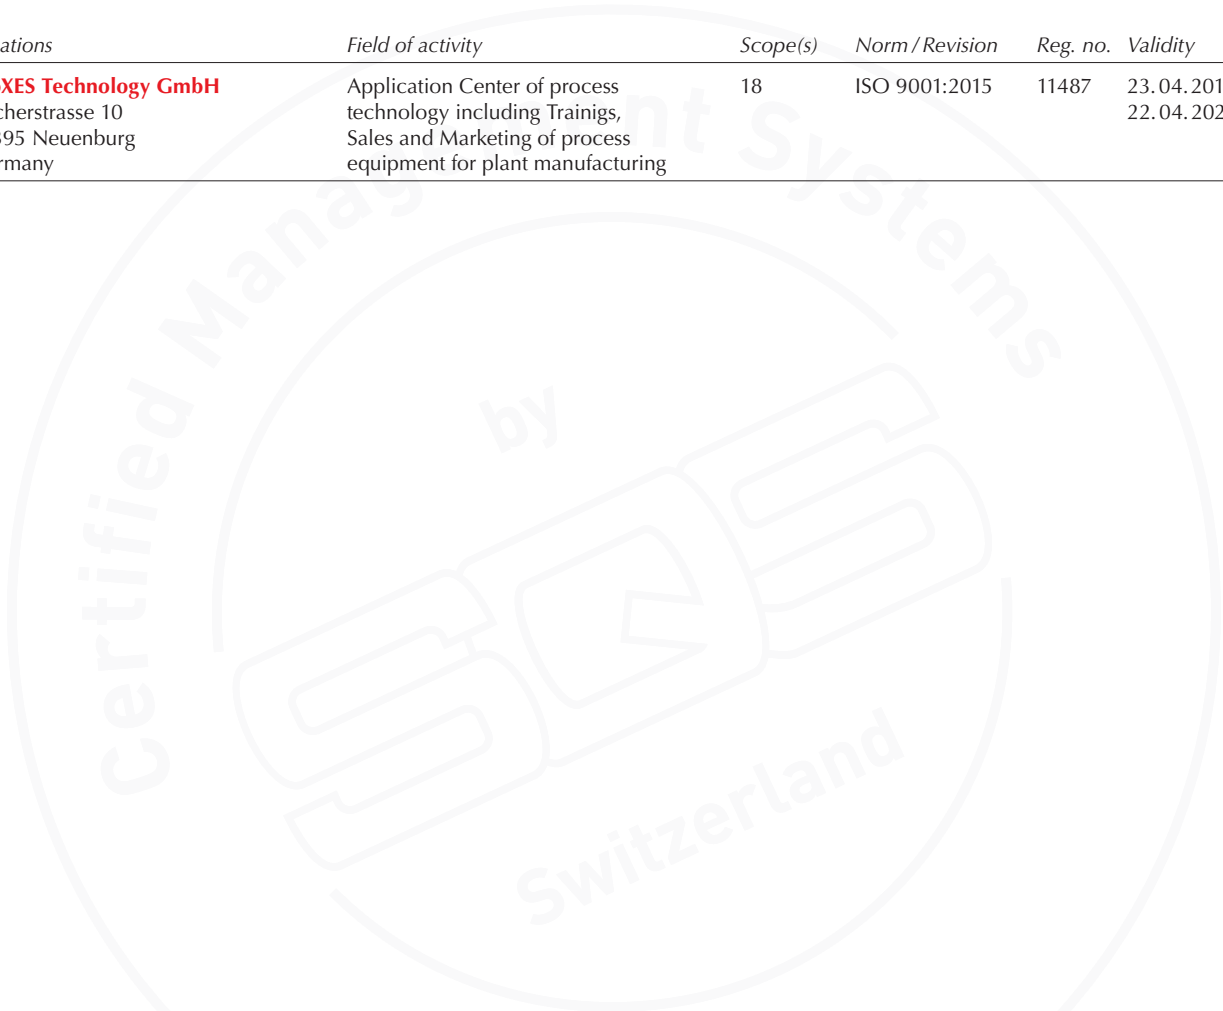 ations Field of activity Scope(s) Norm / Revision Reg. no. Validity
XES Technology GmbH Application Center of process 18 ISO 9001:2015 11487 23.04.201
cherstrasse 10 technology including Trainigs, 22.04.202
395 Neuenburg Sales and Marketing of process
rmany equipment for plant manufacturing
Certified Management Systems
by
SQS
Switzerland